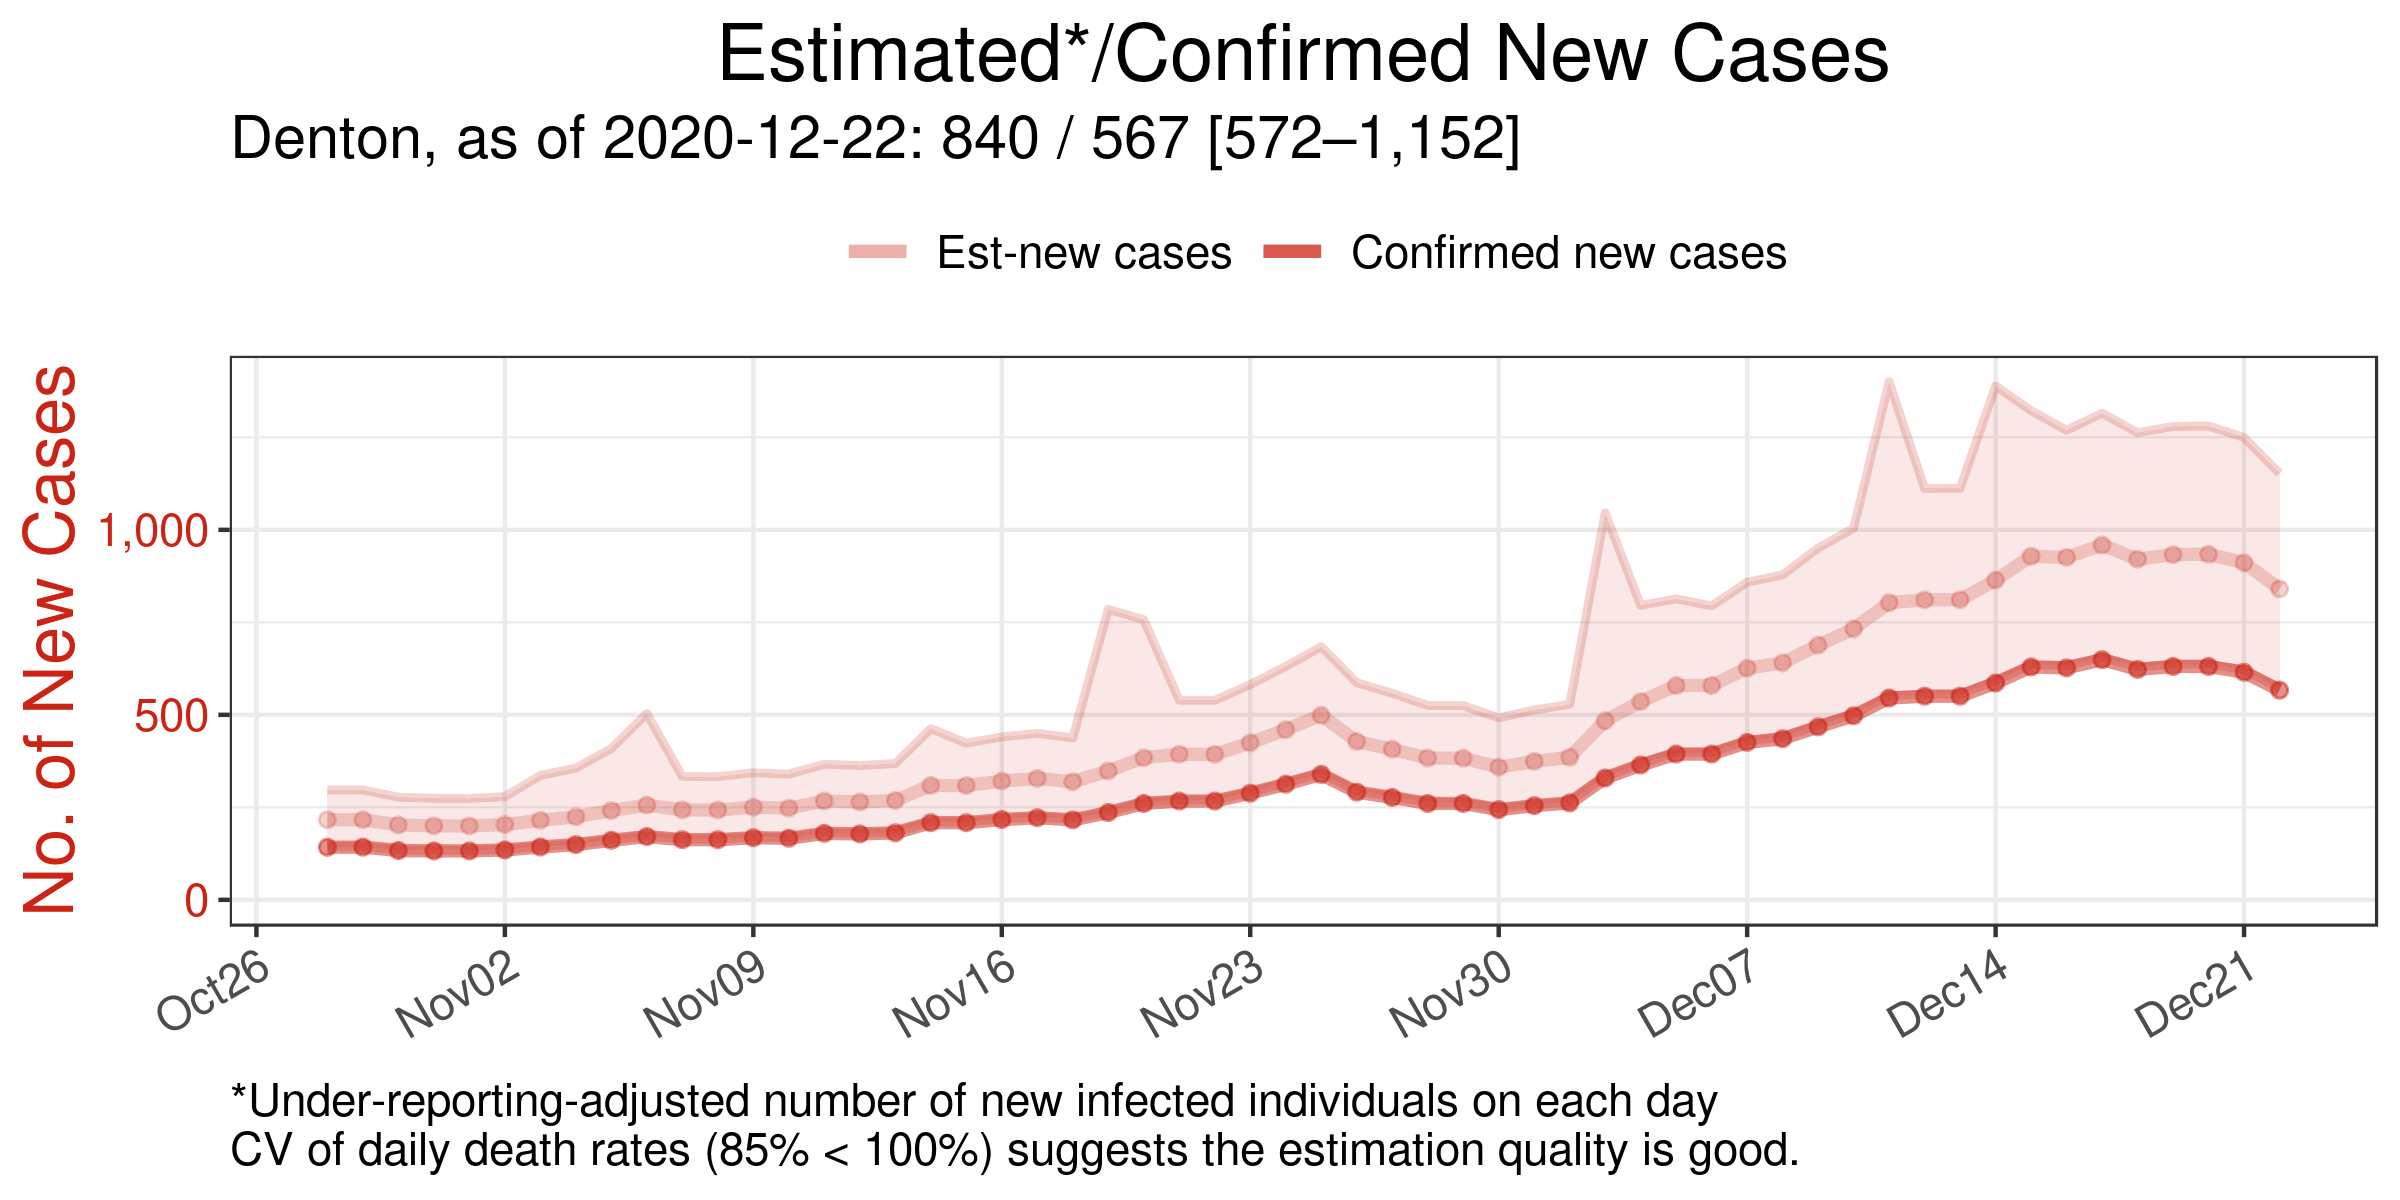 Estimated*/Confirmed New Cases
Denton, as of 2020-12-22: 840 / 567 [572–1,152]
Est-new cases Confirmed new cases
No. of New Cases
1,000
500
0
Oct26 Nov02 Nov09 Nov16 Nov23 Nov30 Dec07 Dec14 Dec21
*Under-reporting-adjusted number of new infected individuals on each day
CV of daily death rates (85% < 100%) suggests the estimation quality is good.